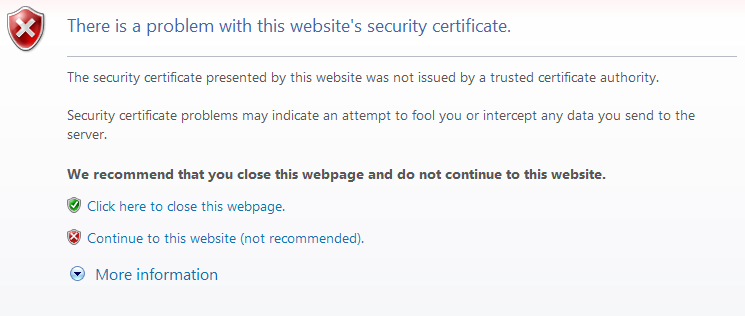 There is a problem with this website's security certificate.
The security certificate presented by this website was not issued by a trusted certificate authority.
Security certificate problems may indicate an attempt to fool you or intercept any data you send to the
server.
We recommend that you close this webpage and do not continue to this website.
Click here to close this webpage.
Continue to this website (not recommended).
More information